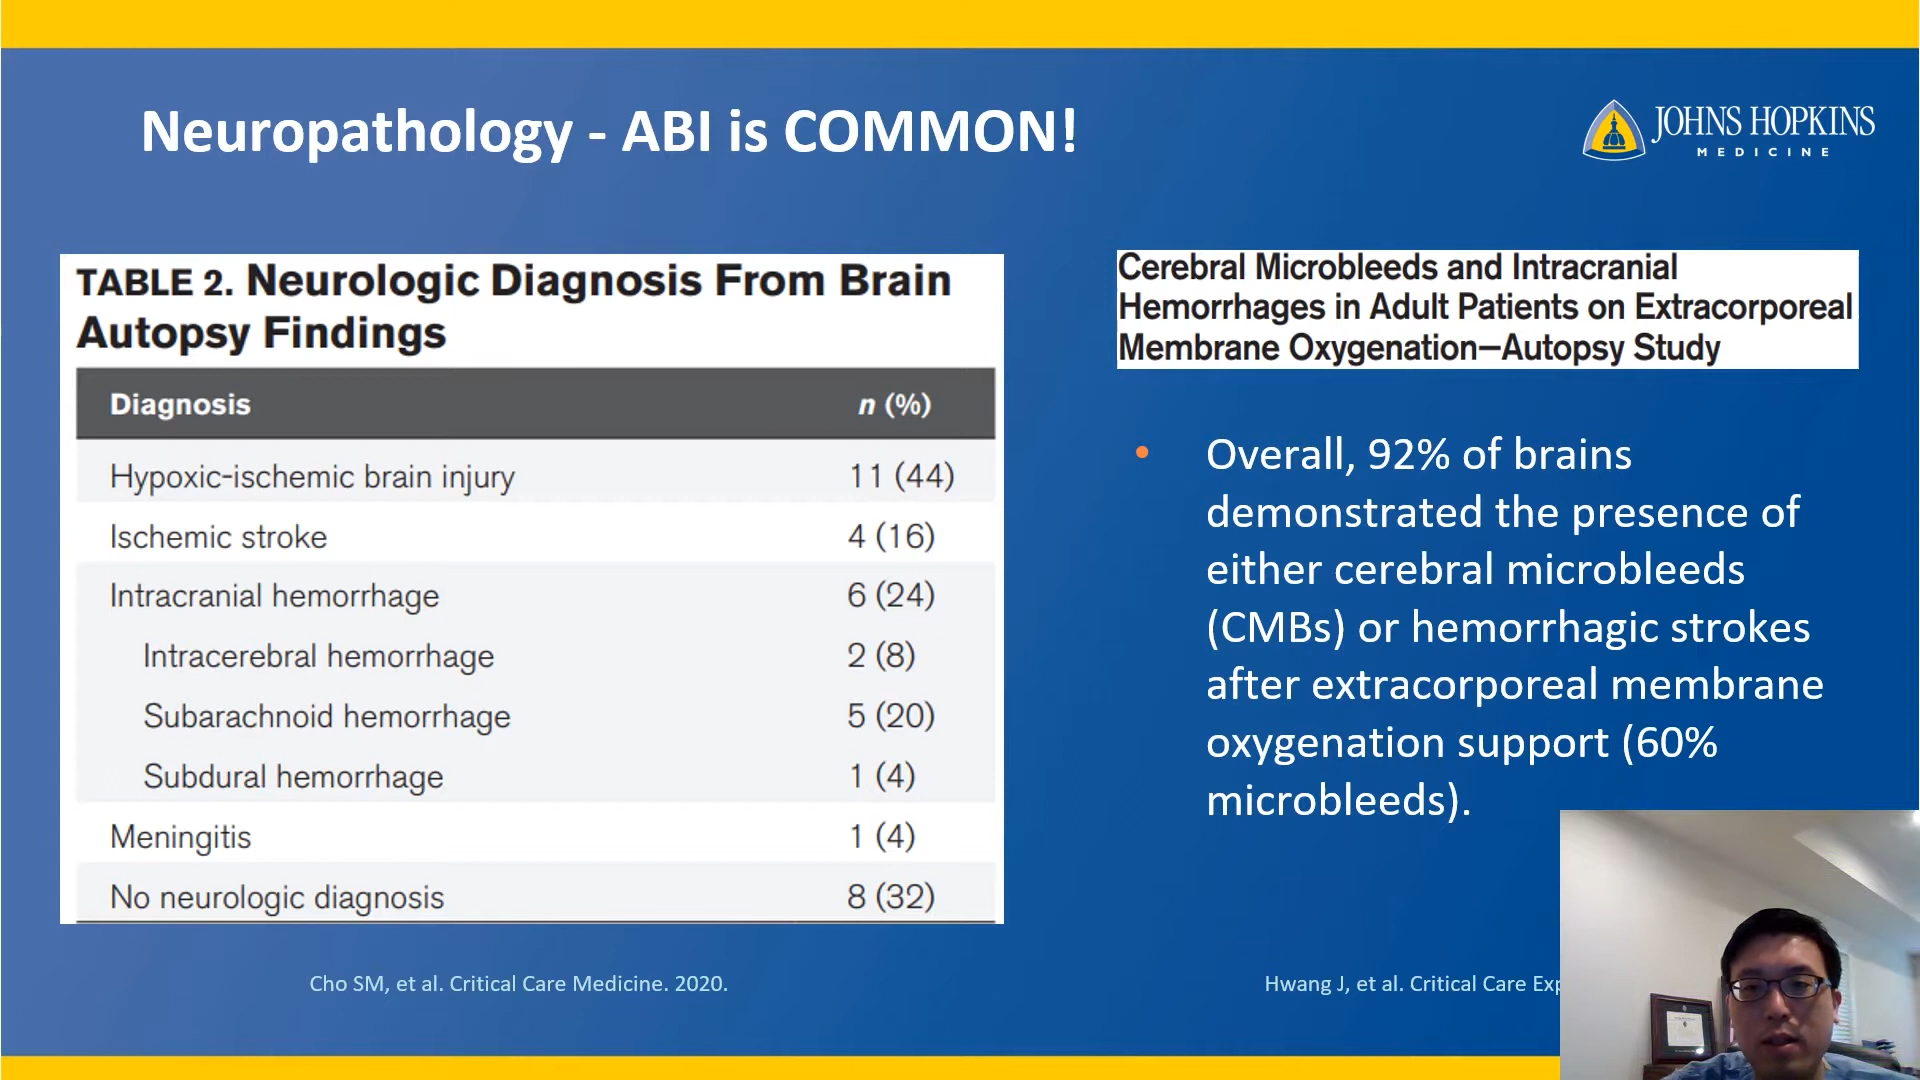 Neuropathology - ABI is COMMON!
JOHNS HOPKINS
MEDICINE
TABLE 2. Neurologic Diagnosis From Brain
Autopsy Findings
Diagnosis n (%)
Hypoxic-ischemic brain injury 11 (44)
Ischemic stroke 4 (16)
Intracranial hemorrhage 6 (24)
Intracerebral hemorrhage 2 (8)
Subarachnoid hemorrhage 5 (20)
Subdural hemorrhage 1 (4)
Meningitis 1 (4)
No neurologic diagnosis 8 (32)
Cho SM, et al. Critical Care Medicine. 2020.
Cerebral Microbleeds and Intracranial
Hemorrhages in Adult Patients on Extracorporeal
Membrane Oxygenation—Autopsy Study
• Overall, 92% of brains
demonstrated the presence of
either cerebral microbleeds
(CMBs) or hemorrhagic strokes
after extracorporeal membrane
oxygenation support (60%
microbleeds).
Hwang J, et al. Critical Care Exp